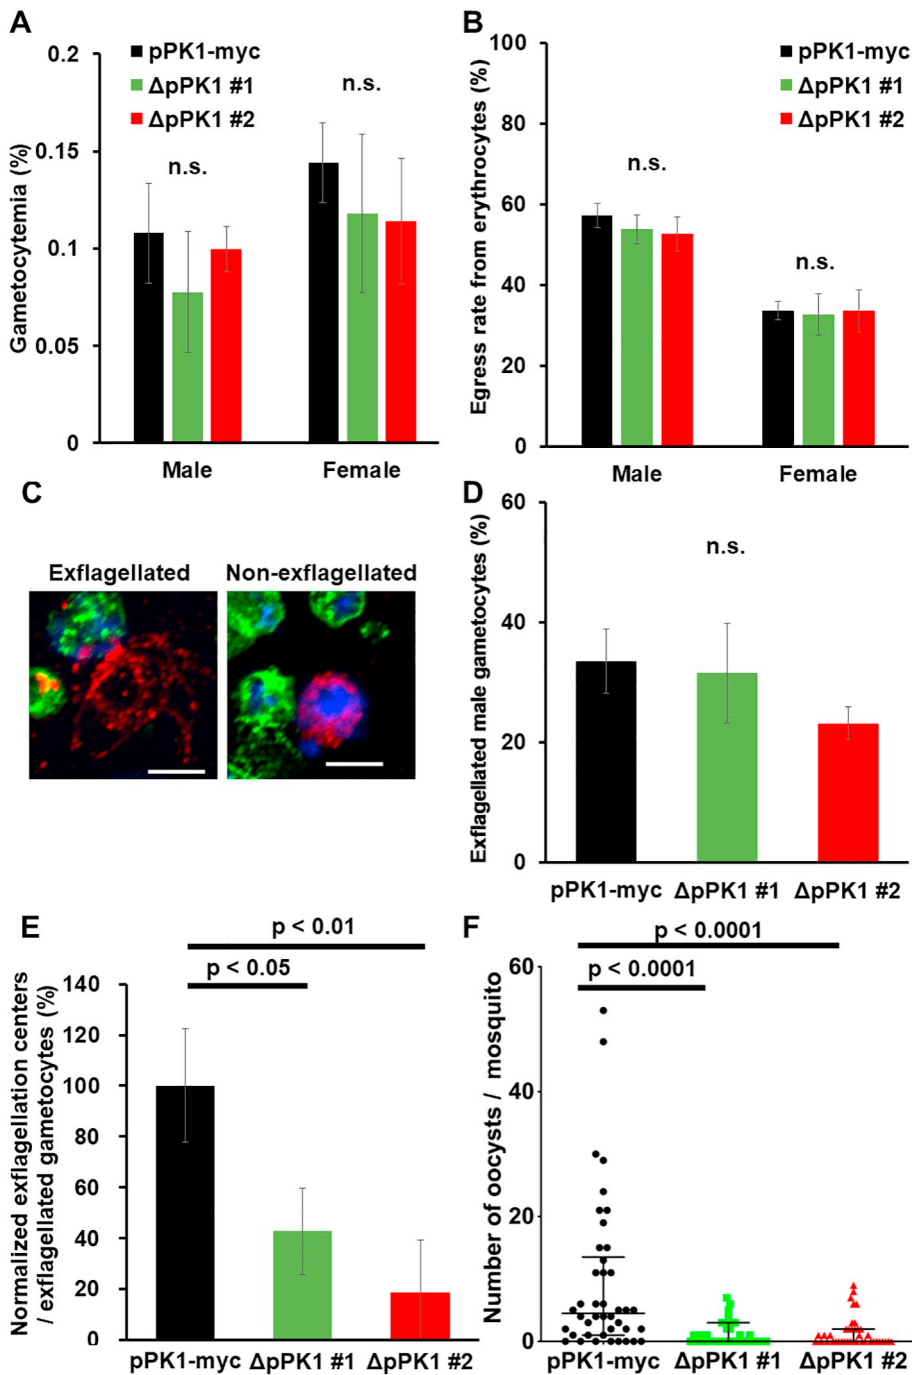 A
pPK1-myc
ΔpPK1 #1
ΔpPK1 #2
n.s.
n.s.
Gametocytemia (%)
0.2
0.15
0.1
0.05
0
Male
Female
B
pPK1-myc
ΔpPK1 #1
ΔpPK1 #2
n.s.
n.s.
Egress rate from erythrocytes (%)
100
80
60
40
20
0
Male
Female
C
Exflagellated
Non-exflagellated
D
n.s.
Exflagellated male gametocytes (%)
60
40
20
0
pPK1-myc
ΔpPK1 #1
ΔpPK1 #2
E
p < 0.01
p < 0.05
Normalized exflagellation centers
/ exflagellated gametocytes (%)
140
120
100
80
60
40
20
0
pPK1-myc
ΔpPK1 #1
ΔpPK1 #2
F
p < 0.0001
p < 0.0001
Number of oocysts / mosquito
60
40
20
0
pPK1-myc
ΔpPK1 #1
ΔpPK1 #2